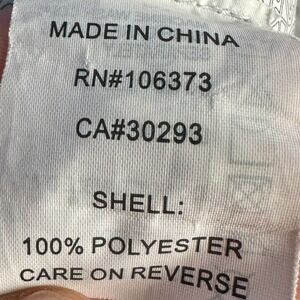 MADE IN CHINA
RN#106373
CA#30293
SHELL:
100% POLYESTER
CARE ON REVERSE